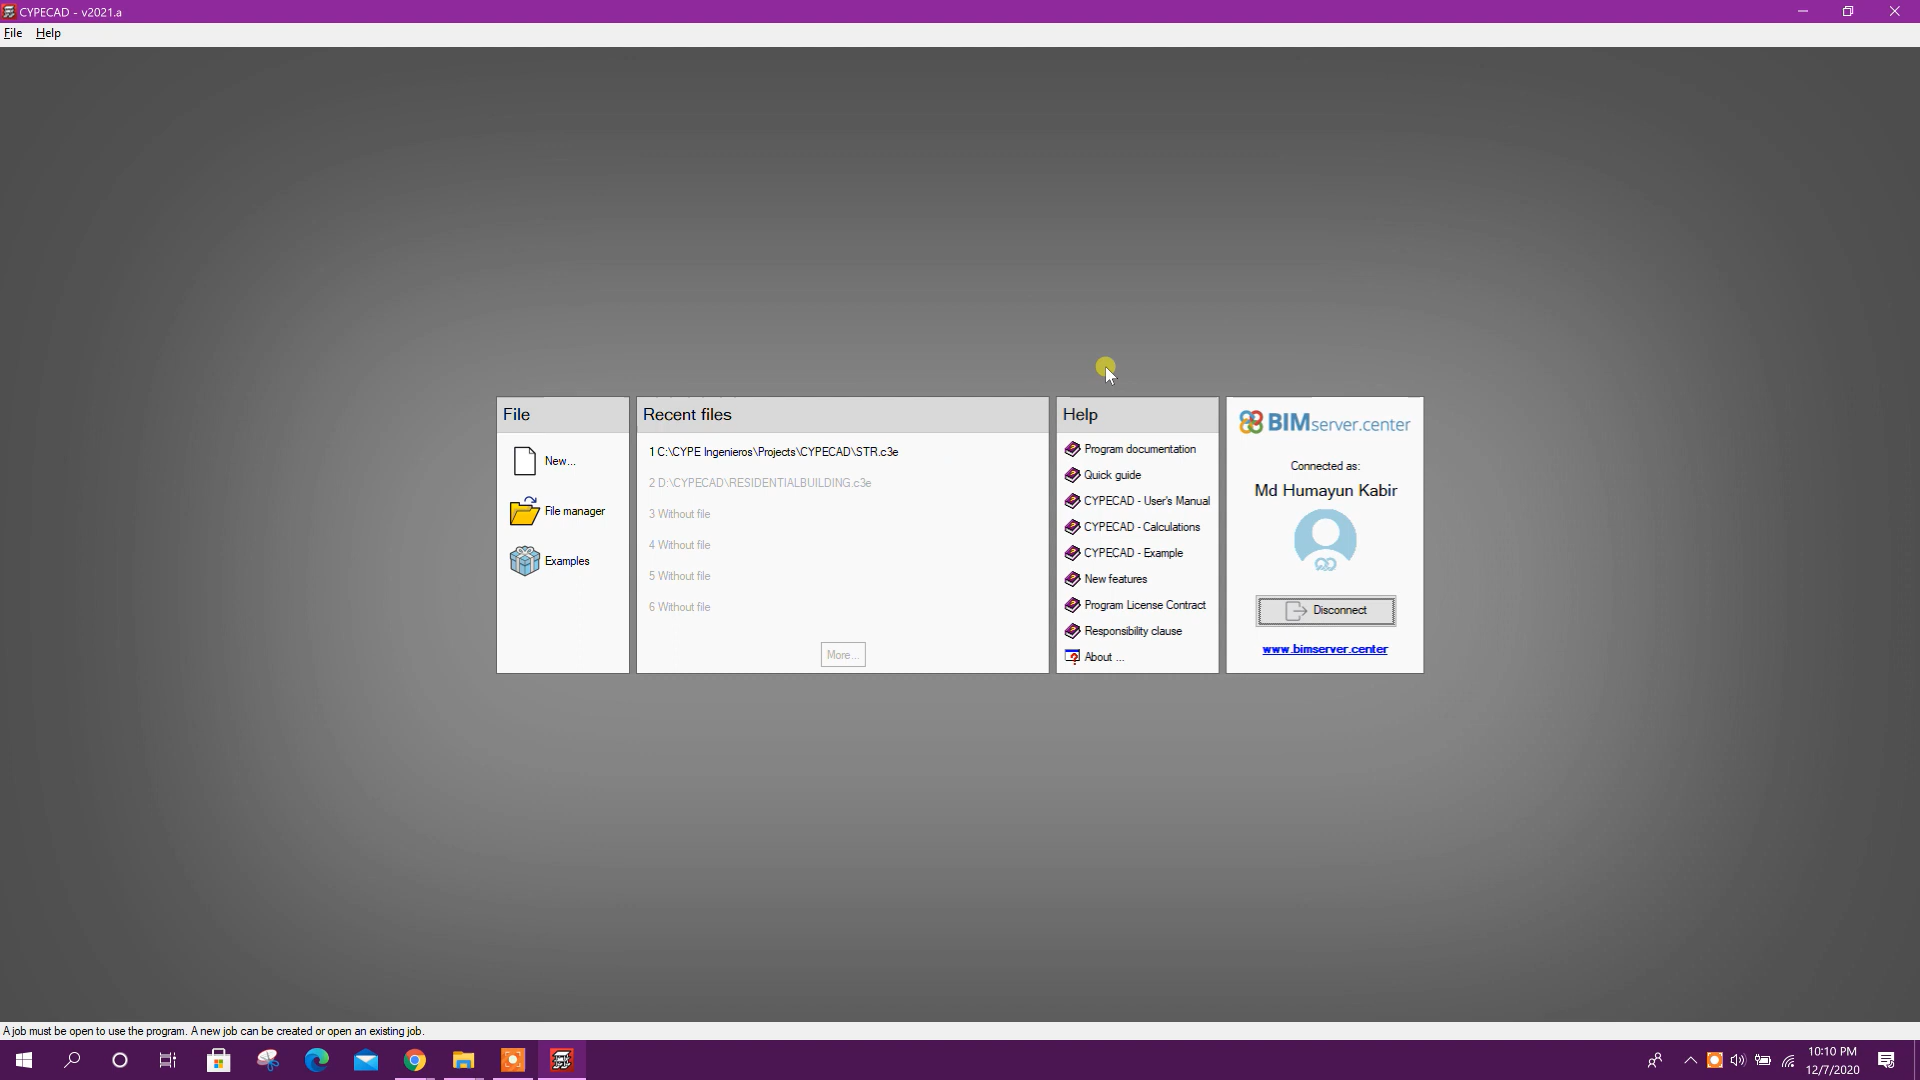 CYPECAD - v2021.a
File Help
File
New...
File manager
Examples
Recent files
1 C:\CYPE Ingenieros\Projects\CYPECAD\STR.c3e
2 D:\CYPECAD\RESIDENTIALBUILDING.c3e
3 Without file
4 Without file
5 Without file
6 Without file
More...
Help
Program documentation
Quick guide
CYPECAD - User's Manual
CYPECAD - Calculations
CYPECAD - Example
New features
Program License Contract
Responsibility clause
About ...
BIMserver.center
Connected as:
Md Humayun Kabir
Disconnect
www.bimserver.center
A job must be open to use the program. A new job can be created or open an existing job.
10:10 PM
12/7/2020